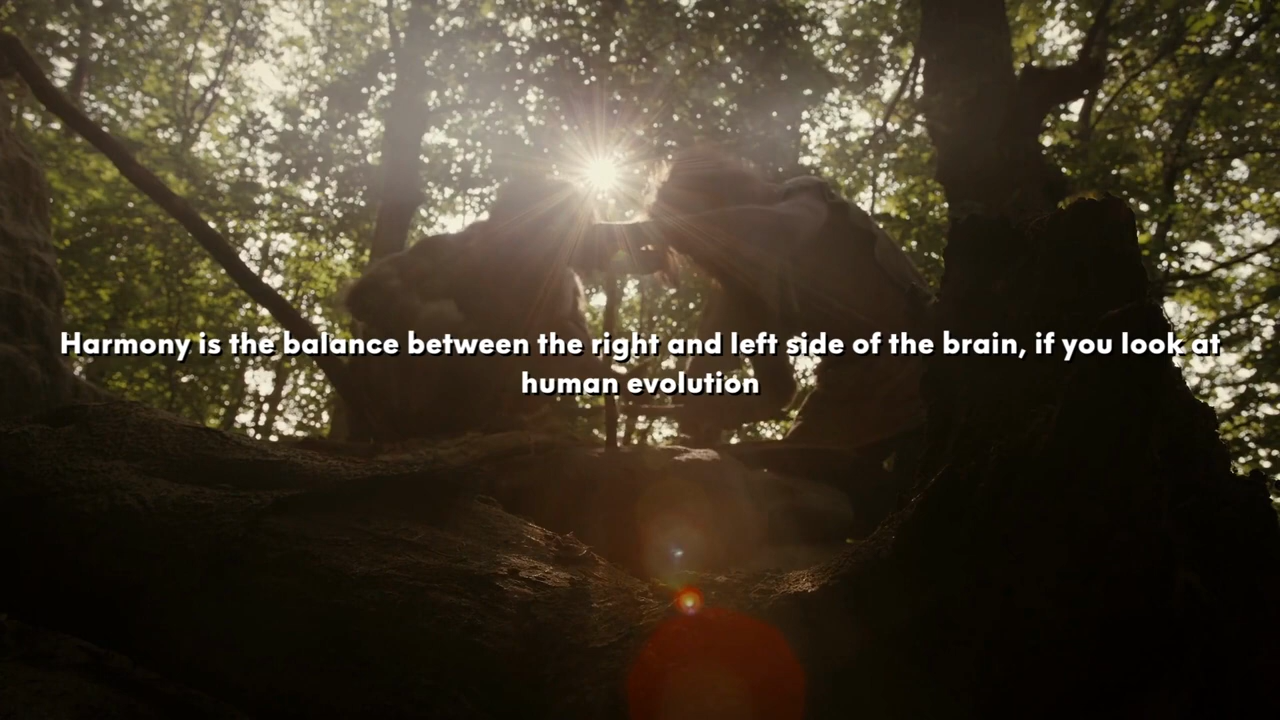 Harmony is the balance between the right and left side of the brain, if you look at
human evolution